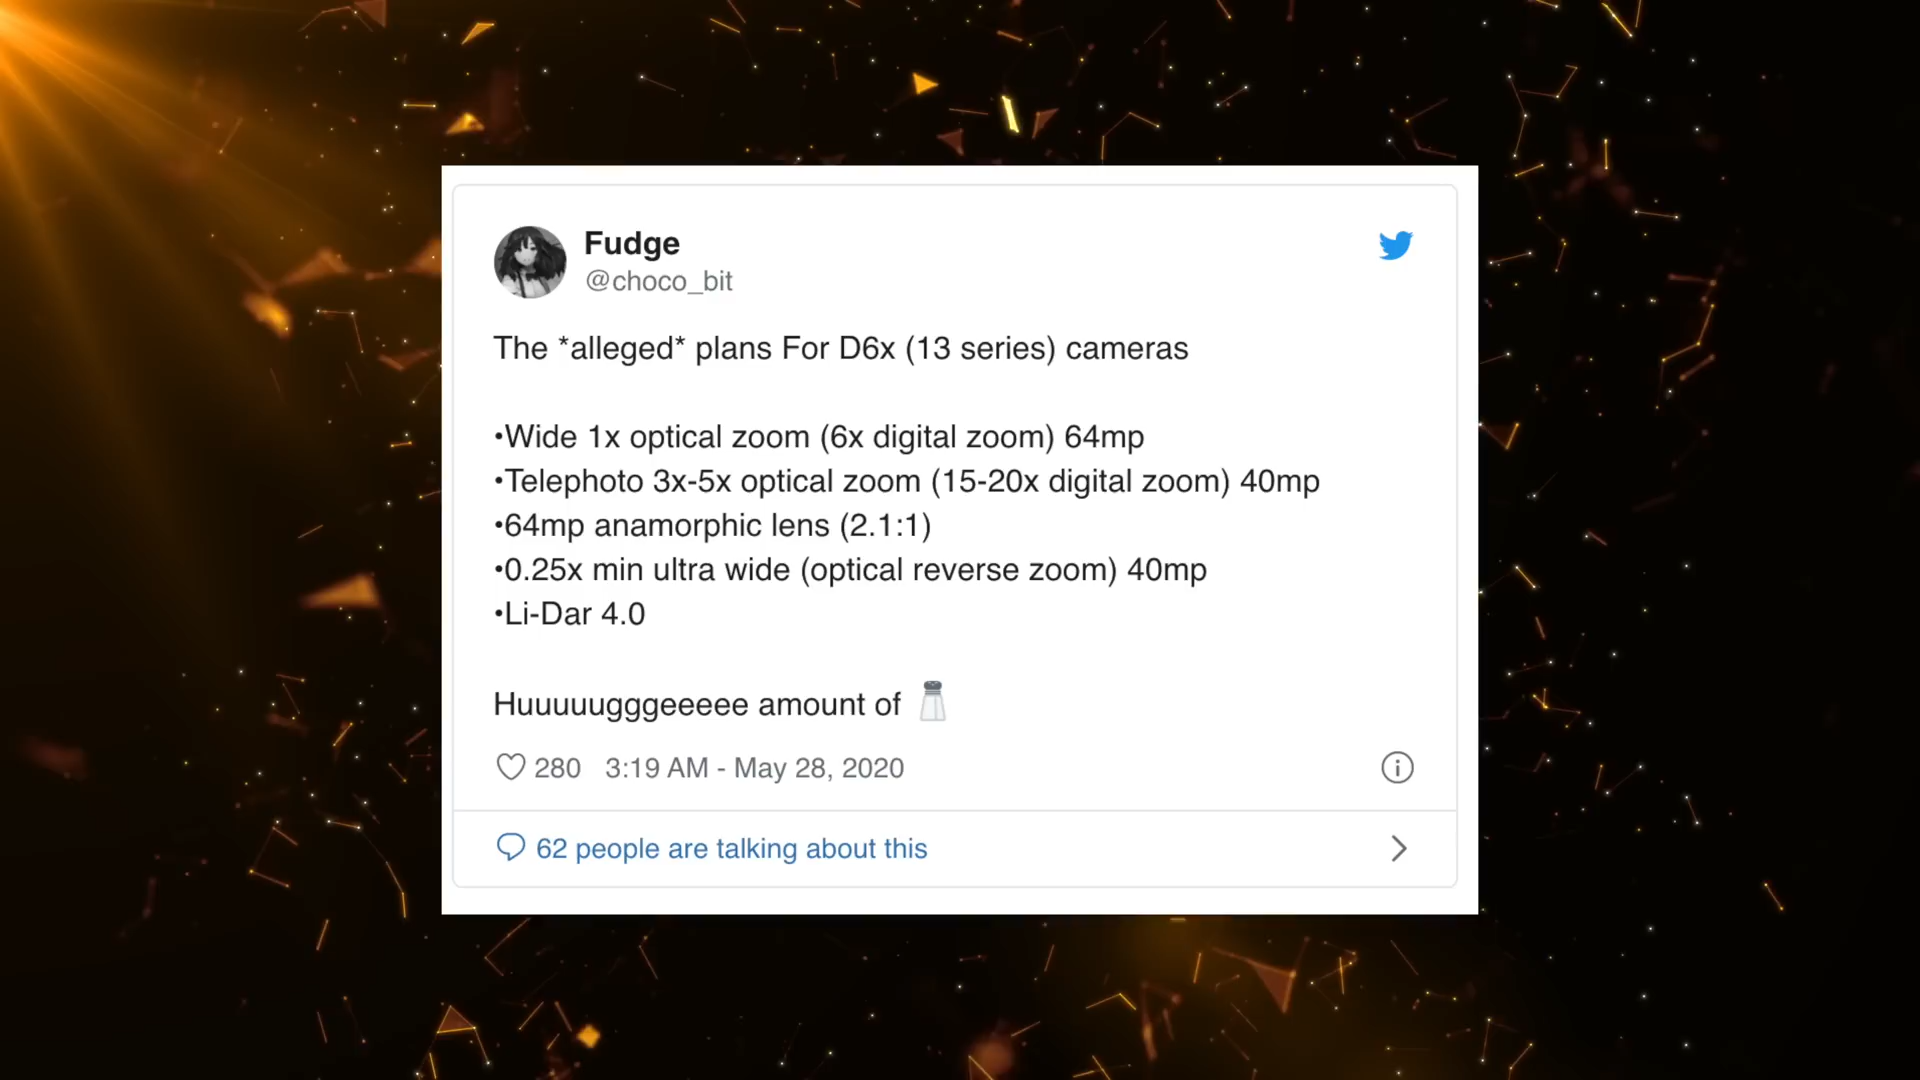 Fudge
@choco_bit
The *alleged* plans For D6x (13 series) cameras
•Wide 1x optical zoom (6x digital zoom) 64mp
•Telephoto 3x-5x optical zoom (15-20x digital zoom) 40mp
•64mp anamorphic lens (2.1:1)
•0.25x min ultra wide (optical reverse zoom) 40mp
•Li-Dar 4.0
Huuuuugggeeeee amount of 🧂
280 3:19 AM - May 28, 2020
62 people are talking about this